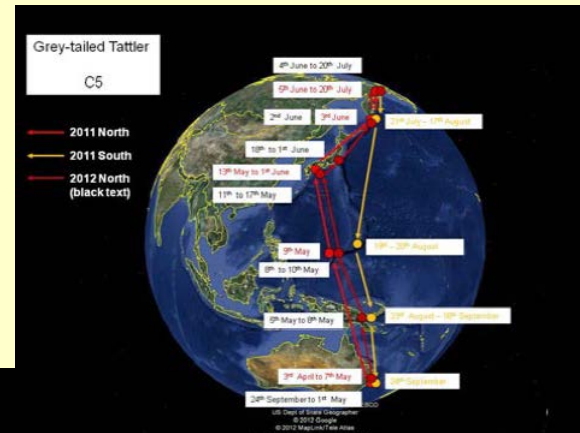 Grey-tailed Tattler
C5
2011 North
2011 South
2012 North
(black text)
4th June to 20th July
5th June to 20th July
2nd June
3rd June
21st July – 17th August
18th to 1st June
13th May to 1st June
11th to 17th May
19th – 20th August
9th May
8th to 10th May
23rd August – 18th September
5th May to 8th May
3rd April to 7th May
26th September
24th September to 1st May
US Dept of State Geographer
© 2012 Google
© 2012 MapLink/Tele Atlas